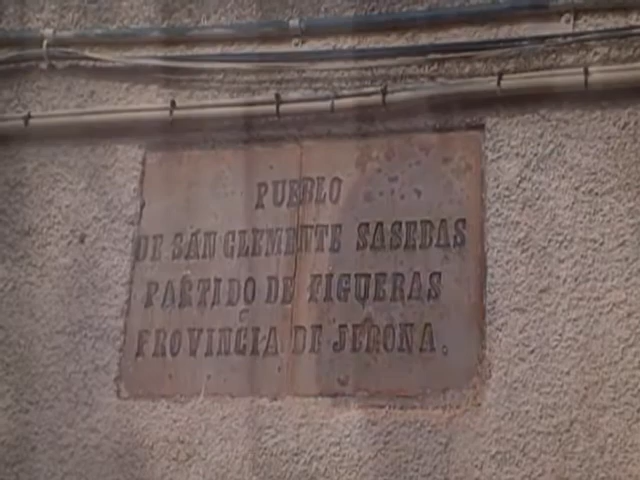 PUEBLO
DE SAN CLEMENTE SASEBAS
PARTIDO DE FIGUERAS
PROVINCIA DE JERONA.